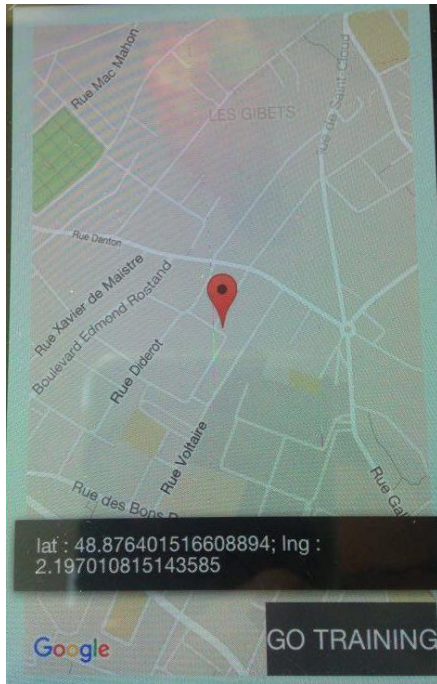 Rue Mac Mahon
LES GIBETS
rue de Saint Cloud
Rue Danton
Rue Xavier de Maistre
Boulevard Edmond Rostand
Rue Diderot
Rue Voltaire
Rue des Bons
Rue Gal
lat : 48.876401516608894; lng :
2.197010815143585
Google
GO TRAINING